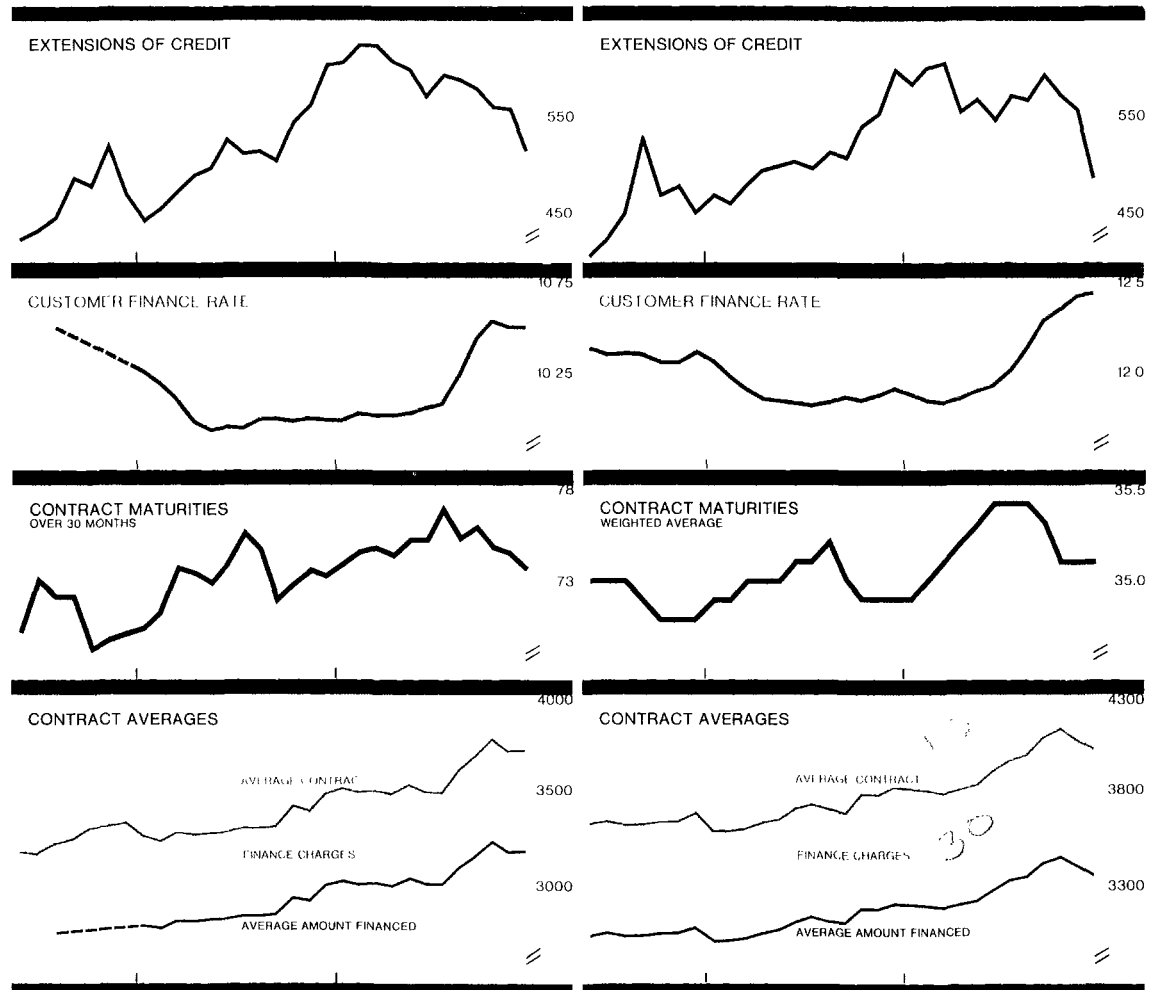 EXTENSIONS OF CREDIT
550
450
CUSTOMER FINANCE RATE
10 75
10 25
CONTRACT MATURITIES
OVER 30 MONTHS
78
73
CONTRACT AVERAGES
4000
AVERAGE CONTRAC
3500
FINANCE CHARGES
3000
AVERAGE AMOUNT FINANCED
EXTENSIONS OF CREDIT
550
450
12 5
CUSTOMER FINANCE RATE
12 0
35.5
CONTRACT MATURITIES
WEIGHTED AVERAGE
35.0
4300
CONTRACT AVERAGES
AVERAGE CONTRACT
3800
30
FINANCE CHARGES
3300
AVERAGE AMOUNT FINANCED